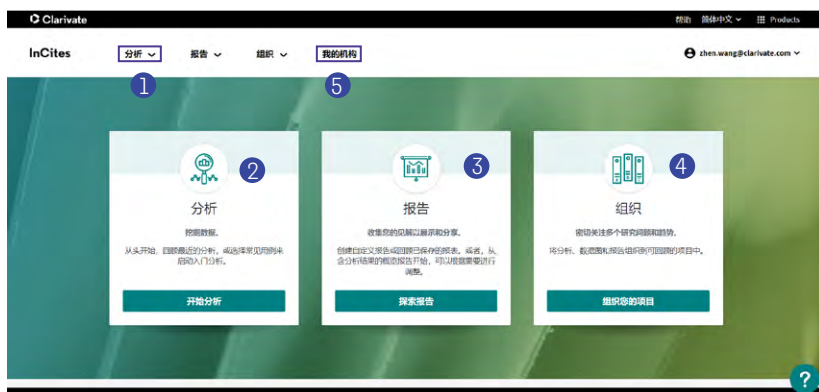 Clarivate
帮助 简体中文 Products
InCites 分析 报告 组织 我的机构 zhen.wang@clarivate.com
1 5
2 3 4
分析
挖掘数据。
从头开始、回顾最近的分析，或选择常见用例来
启动入门分析。
开始分析
报告
收集您的见解以展示和分享。
创建自定义报告或回顾已保存的报表。或者，从
含分析结果的概览报告开始，可以根据需要进行
调整。
探索报告
组织
密切关注多个研究问题和趋势。
将分析、数据图和报告组织到可回顾的项目中。
组织您的项目
?